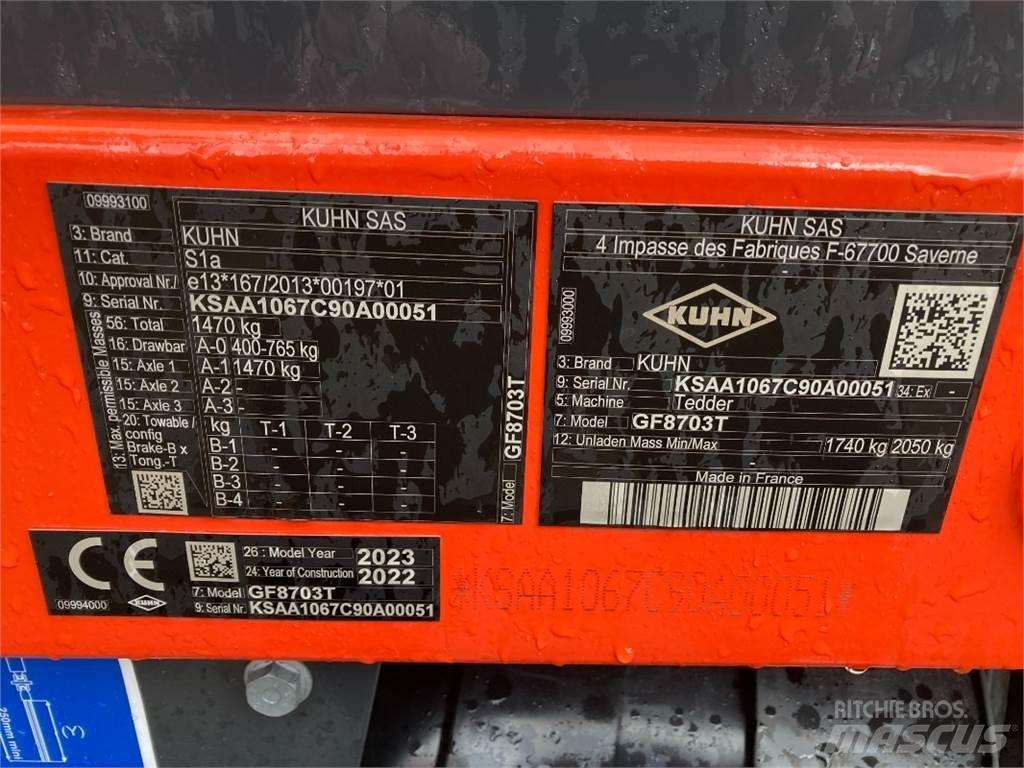 09993100
KUHN SAS
3: Brand KUHN
11: Cat. S1a
10: Approval Nr./ e13*167/2013*00197*01
9: Serial Nr. KSAA1067C90A00051
13: Max. permissible Masses
56: Total 1470 kg
16: Drawbar A-0 400-765 kg
15: Axle 1 A-1 1470 kg
15: Axle 2 A-2 -
15: Axle 3 A-3 -
20: Towable / kg T-1 T-2 T-3
config B-1 - - -
Brake-B x B-2 - - -
Tong.-T B-3 - - -
B-4 - - -
7: Model GF8703T
KUHN SAS
4 Impasse des Fabriques F-67700 Saverne
09993000
KUHN
3: Brand KUHN
9: Serial Nr. KSAA1067C90A00051 34: Ex -
5: Machine Tedder
7: Model GF8703T
12: Unladen Mass Min/Max 1740 kg 2050 kg
-
Made in France
CE
09994000
KUHN
26: Model Year 2023
24: Year of Construction 2022
7: Model GF8703T
9: Serial Nr. KSAA1067C90A00051
*KSAA1067C90A00051*
250mm mini
3
RITCHIE BROS.
MASCUS